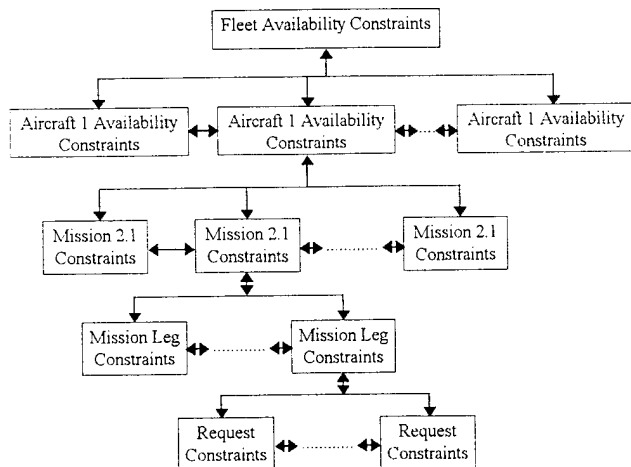 Fleet Availability Constraints
Aircraft 1 Availability
Constraints
Aircraft 1 Availability
Constraints
Aircraft 1 Availability
Constraints
Mission 2.1
Constraints
Mission 2.1
Constraints
Mission 2.1
Constraints
Mission Leg
Constraints
Mission Leg
Constraints
Request
Constraints
Request
Constraints